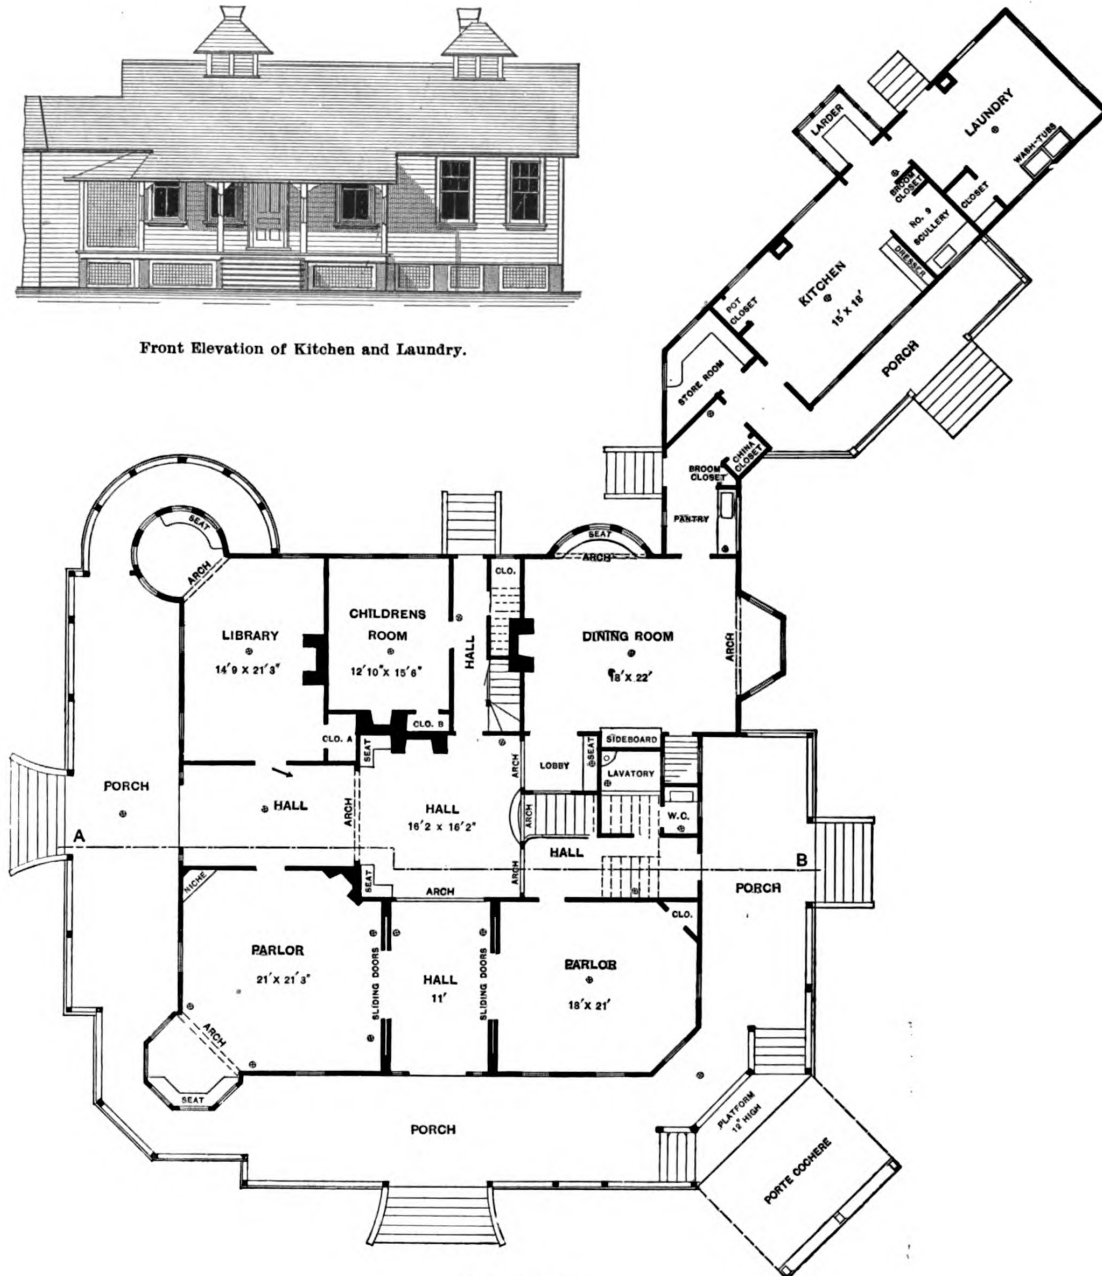 Front Elevation of Kitchen and Laundry.
LARDER
LAUNDRY
WASH-TUBS
BROOM
CLOSET
CLOSET
NO. 9
SCULLERY
DRESSER
KITCHEN
15' X 18'
POT
CLOSET
STORE ROOM
PORCH
CHINA
CLOSET
BROOM
CLOSET
PANTRY
SEAT
ARCH
SEAT
ARCH
CLO.
LIBRARY
14'9 X 21'3"
CHILDRENS
ROOM
12'10" X 15'6"
HALL
DINING ROOM
18' X 22'
ARCH
CLO. A
CLO. B
SEAT
ARCH
LOBBY
SEAT
SIDEBOARD
LAVATORY
W.C.
PORCH
HALL
ARCH
HALL
16'2 X 16'2"
ARCH
HALL
ARCH
A
B
NICHE
SEAT
ARCH
PORCH
CLO.
PARLOR
21' X 21'3"
SLIDING DOORS
HALL
11'
SLIDING DOORS
PARLOR
18' X 21'
ARCH
SEAT
PORCH
PLATFORM
12" HIGH
PORTE COCHERE